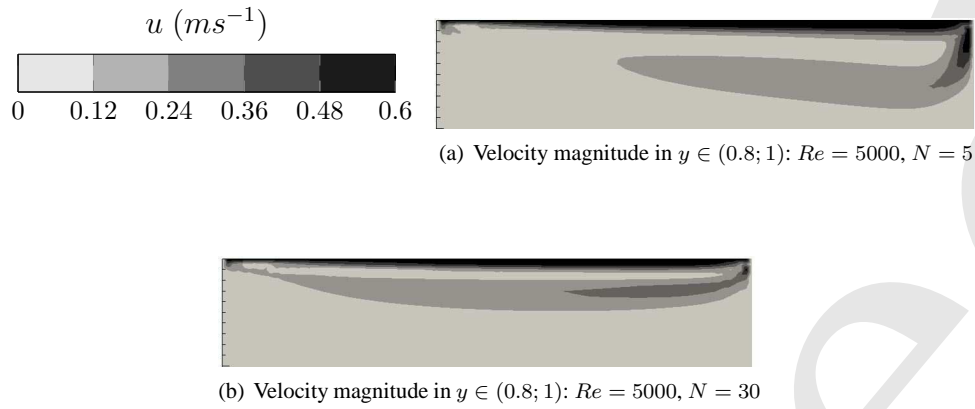 u (ms⁻¹)
0 0.12 0.24 0.36 0.48 0.6
(a) Velocity magnitude in y ∈ (0.8; 1): Re = 5000, N = 5
(b) Velocity magnitude in y ∈ (0.8; 1): Re = 5000, N = 30